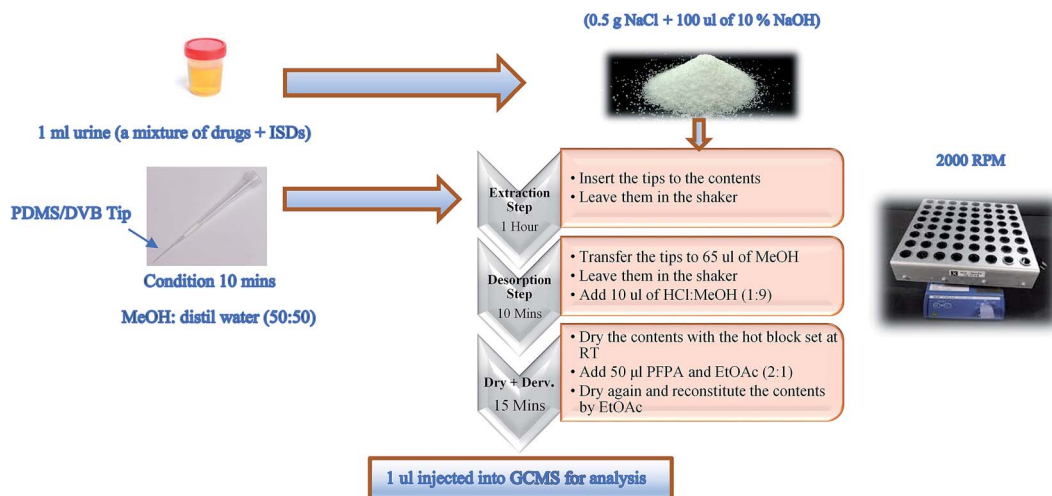 (0.5 g NaCl + 100 ul of 10 % NaOH)
1 ml urine (a mixture of drugs + ISDs)
2000 RPM
PDMS/DVB Tip
Condition 10 mins
MeOH: distil water (50:50)
Extraction
Step
1 Hour
• Insert the tips to the contents
• Leave them in the shaker
Desorption
Step
10 Mins
• Transfer the tips to 65 ul of MeOH
• Leave them in the shaker
• Add 10 ul of HCl:MeOH (1:9)
Dry + Derv.
15 Mins
• Dry the contents with the hot block set at
RT
• Add 50 µl PFPA and EtOAc (2:1)
• Dry again and reconstitute the contents
by EtOAc
1 ul injected into GCMS for analysis